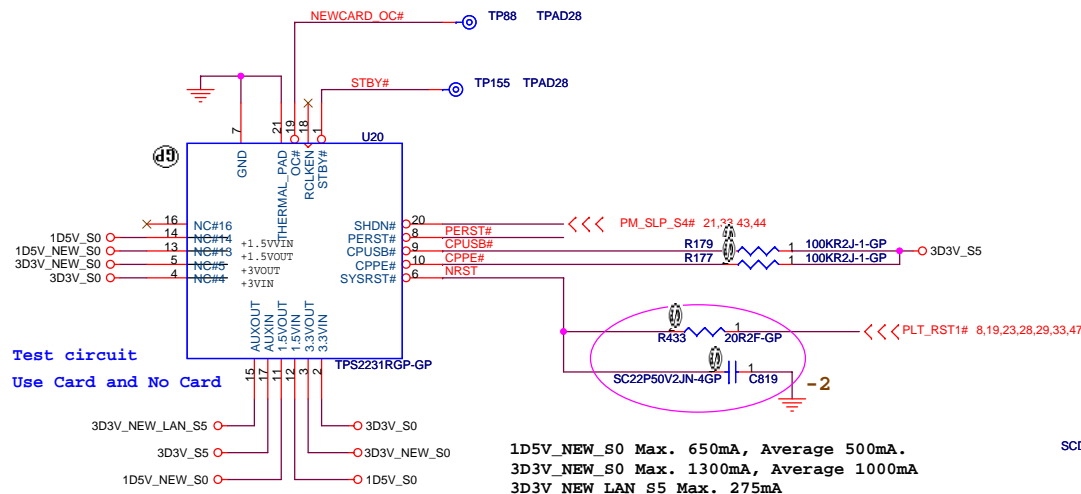 NEWCARD_OC#
TP88 TPAD28
STBY#
TP155 TPAD28
7
21
19
18
1
U20
GP
GND
THERMAL_PAD
OC#
RCLKEN
STBY#
16 NC#16
1D5V_S0 14 NC#14 +1.5VVIN
1D5V_NEW_S0 13 NC#13 +1.5VOUT
3D3V_NEW_S0 5 NC#5 +3VOUT
3D3V_S0 4 NC#4 +3VIN
SHDN# 20 PM_SLP_S4# 21,33,43,44
PERST# 8 PERST#
CPUSB# 9 CPUSB# R179 1 100KR2J-1-GP
CPPE# 10 CPPE# R177 2 1 100KR2J-1-GP
3D3V_S5
SYSRST# 6 NRST
AUXOUT
AUXIN
1.5VOUT
1.5VIN
3.3VOUT
3.3VIN
TPS2231RGP-GP
15
17
11
12
3
2
2 R433 1 20R2F-GP
PLT_RST1# 8,19,23,28,29,33,47
SC22P50V2JN-4GP 1 C819
-2
Test circuit
Use Card and No Card
3D3V_NEW_LAN_S5
3D3V_S5
1D5V_NEW_S0
3D3V_S0
3D3V_NEW_S0
1D5V_S0
1D5V_NEW_S0 Max. 650mA, Average 500mA.
3D3V_NEW_S0 Max. 1300mA, Average 1000mA
3D3V NEW LAN S5 Max. 275mA